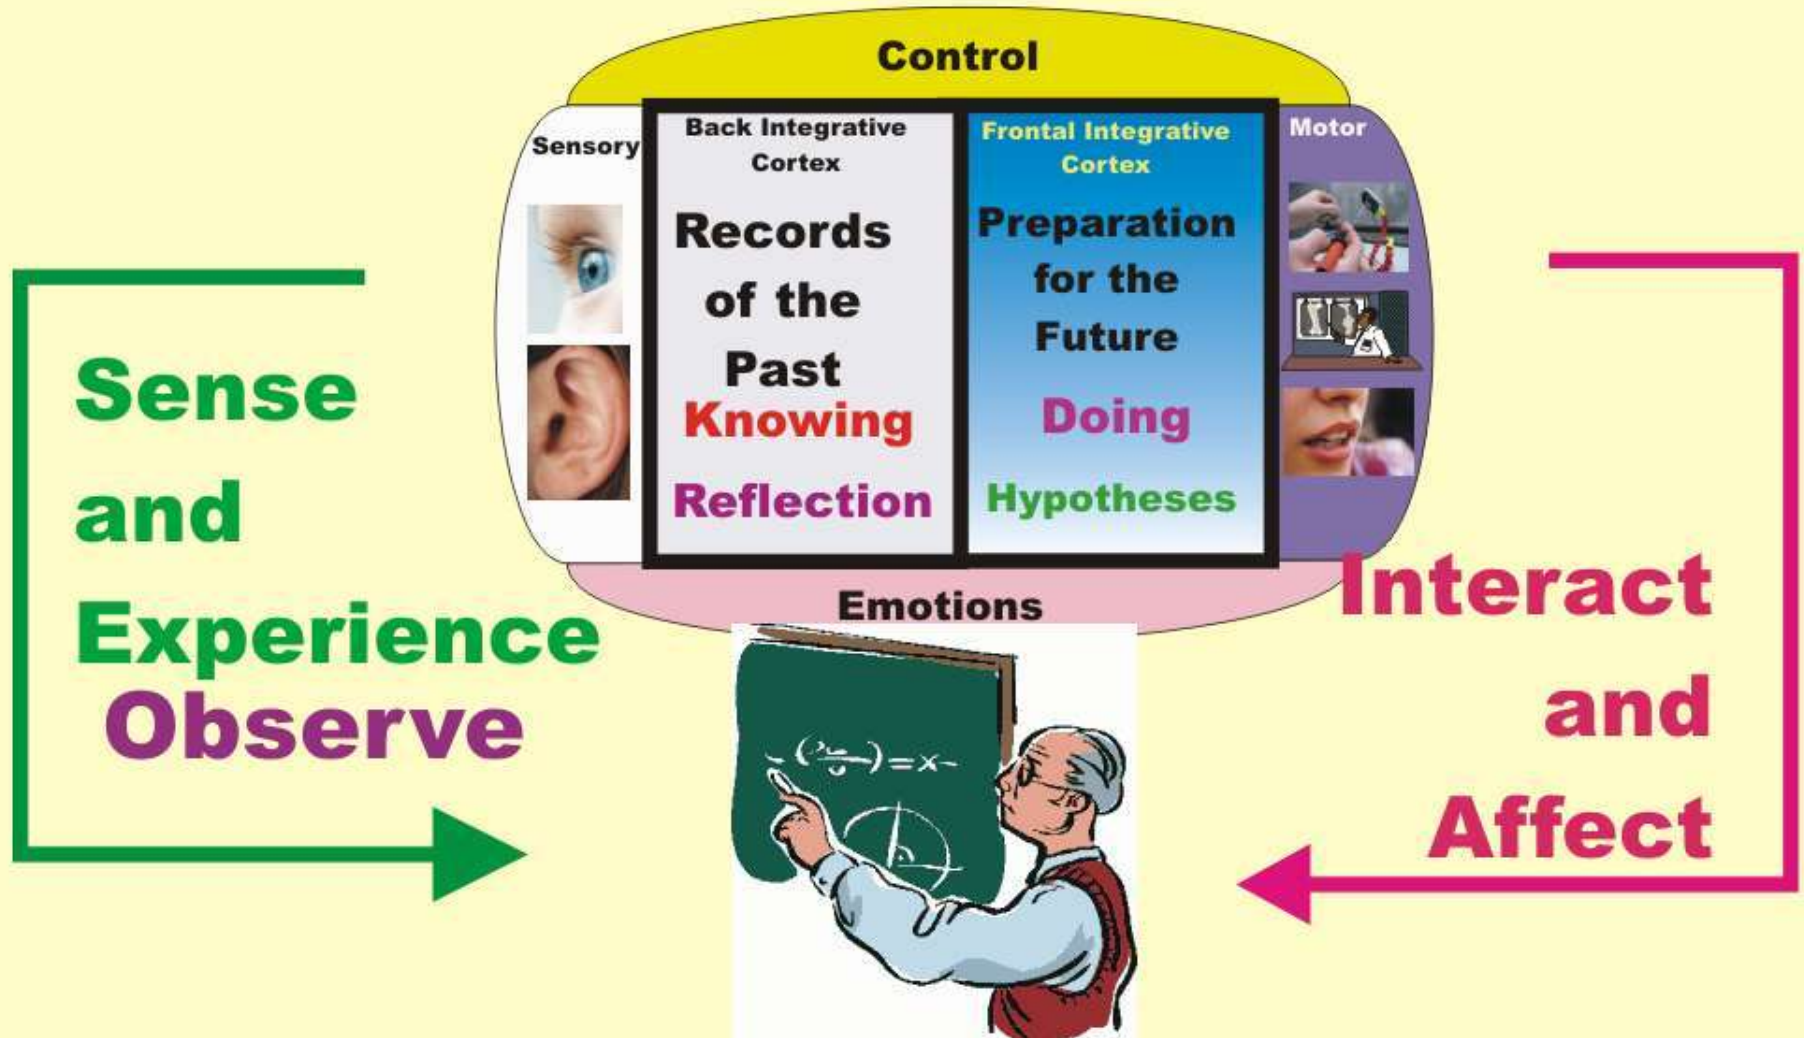 Control
Sensory
Back Integrative
Cortex
Records
of the
Past
Knowing
Reflection
Frontal Integrative
Cortex
Preparation
for the
Future
Doing
Hypotheses
Motor
Emotions
Sense
and
Experience
Observe
Interact
and
Affect